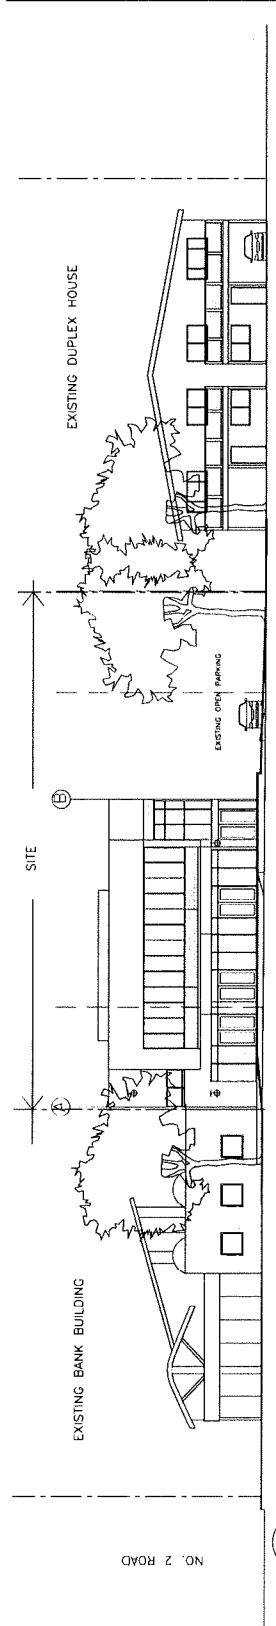 NO. 2 ROAD
EXISTING BANK BUILDING
A
SITE
B
EXISTING OPEN PARKING
EXISTING DUPLEX HOUSE